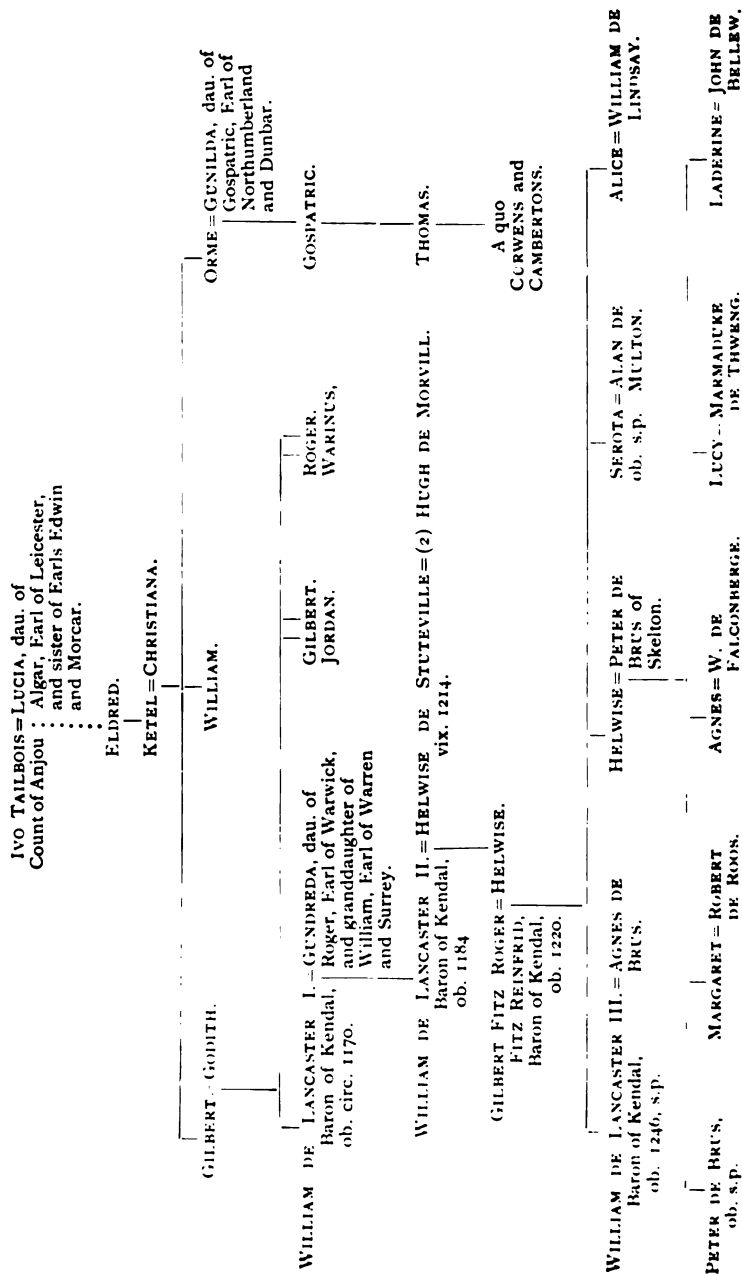 IVO TAILBOIS = LUCIA, dau. of
Count of Anjou : Algar, Earl of Leicester,
and sister of Earls Edwin
and Morcar.
ELDRED.
KETEL = CHRISTIANA.
GILBERT. = GODITH.
WILLIAM.
ORME = GUNILDA, dau. of
Gospatric, Earl of
Northumberland
and Dunbar.
WILLIAM DE LANCASTER I. = GUNDREDA, dau. of
Baron of Kendal, Roger, Earl of Warwick,
ob. circ. 1170. and granddaughter of
William, Earl of Warren
and Surrey.
GILBERT.
JORDAN.
ROGER.
WARINUS,
GOSPATRIC.
WILLIAM DE LANCASTER II. = HELWISE DE STUTEVILLE = (2) HUGH DE MORVILL.
Baron of Kendal, vix. 1214.
ob. 1184
THOMAS.
GILBERT FITZ ROGER = HELWISE.
FITZ REINFRID,
Baron of Kendal,
ob. 1220.
A quo
CURWENS and
CAMBERTONS.
WILLIAM DE LANCASTER III. = AGNES DE
Baron of Kendal, BRUS.
ob. 1246, s.p.
HELWISE = PETER DE
BRUS of
Skelton.
SEROTA = ALAN DE
ob. s.p. MULTON.
ALICE = WILLIAM DE
LINDSAY.
PETER DE BRUS,
ob. s.p.
MARGARET = ROBERT
DE ROOS.
AGNES = W. DE
FALCONBERGE.
LUCY – MARMADUKE
DE THWENG.
LADERINE = JOHN DE
BELLEW.